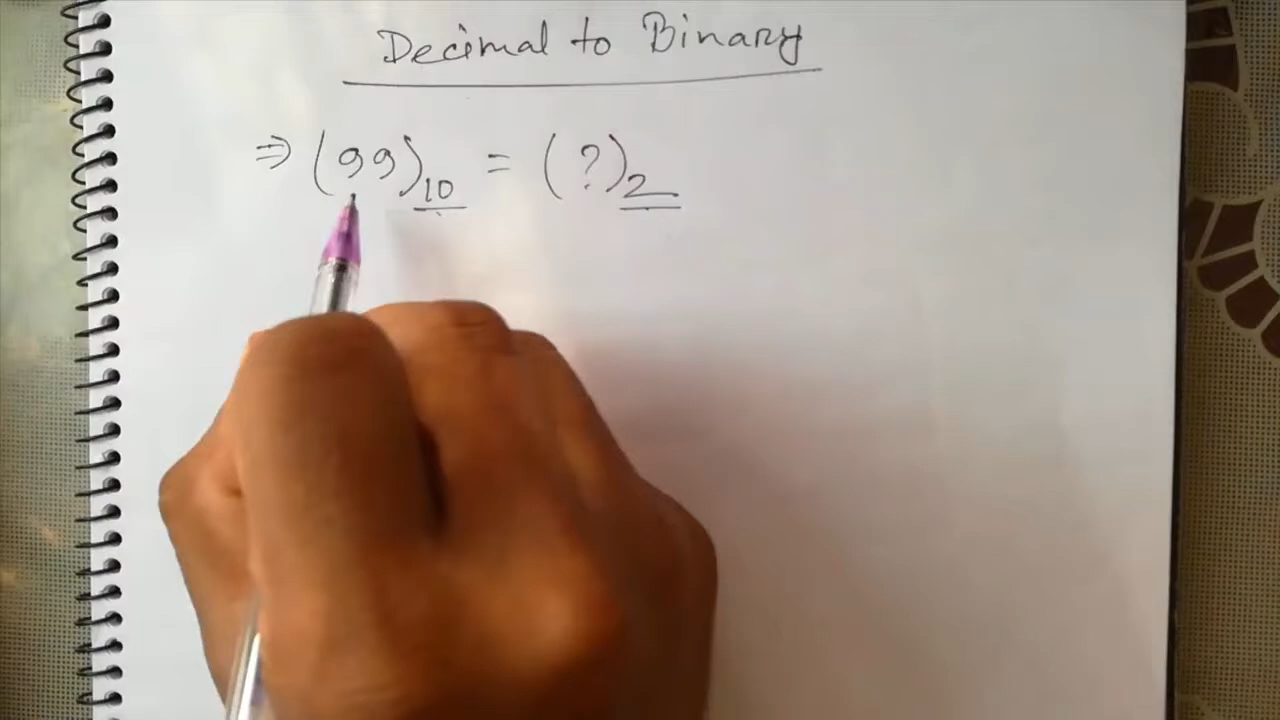 Decimal to Binary
⇒ (99)10 = (?)2